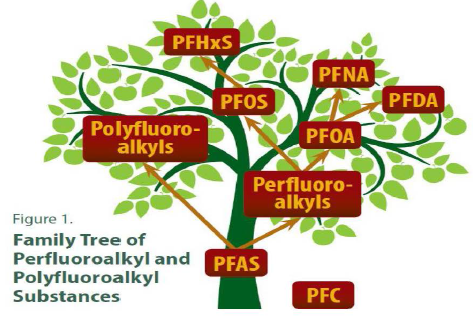 PFHxS
PFNA
PFOS
PFDA
Polyfluoro-
alkyls
PFOA
Perfluoro-
alkyls
Figure 1.
Family Tree of
Perfluoroalkyl and
Polyfluoroalkyl
Substances
PFAS
PFC